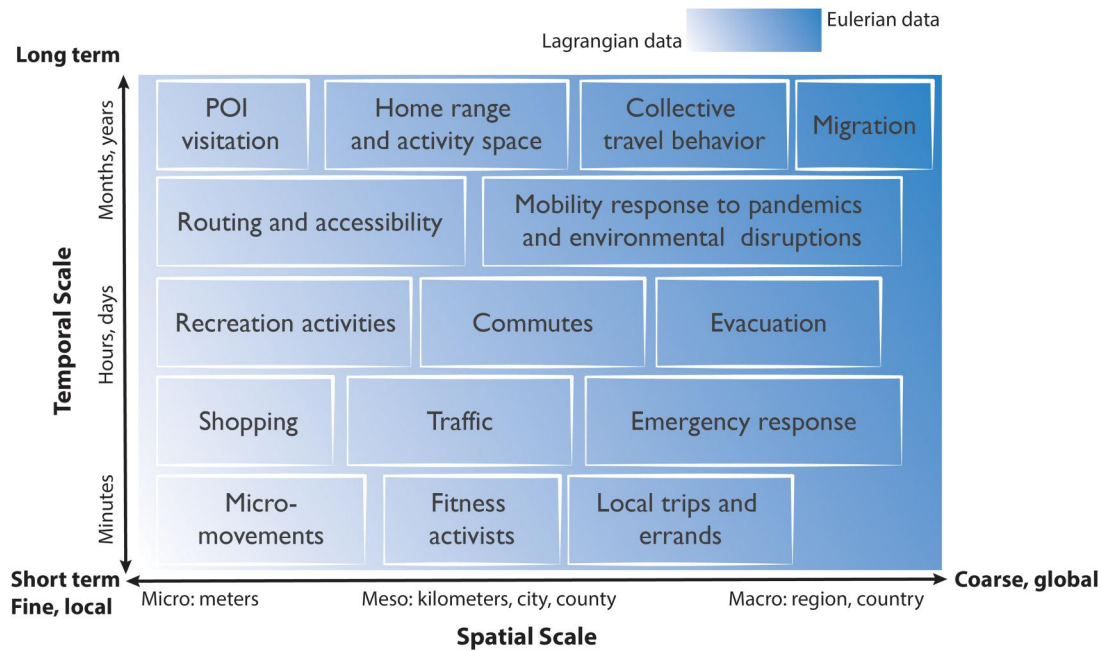 Eulerian data
Lagrangian data
Long term
POI
visitation
Home range
and activity space
Collective
travel behavior
Migration
Months, years
Routing and accessibility
Mobility response to pandemics
and environmental disruptions
Temporal Scale
Hours, days
Recreation activities
Commutes
Evacuation
Shopping
Traffic
Emergency response
Minutes
Micro-
movements
Fitness
activists
Local trips and
errands
Short term
Fine, local
Coarse, global
Micro: meters
Meso: kilometers, city, county
Macro: region, country
Spatial Scale